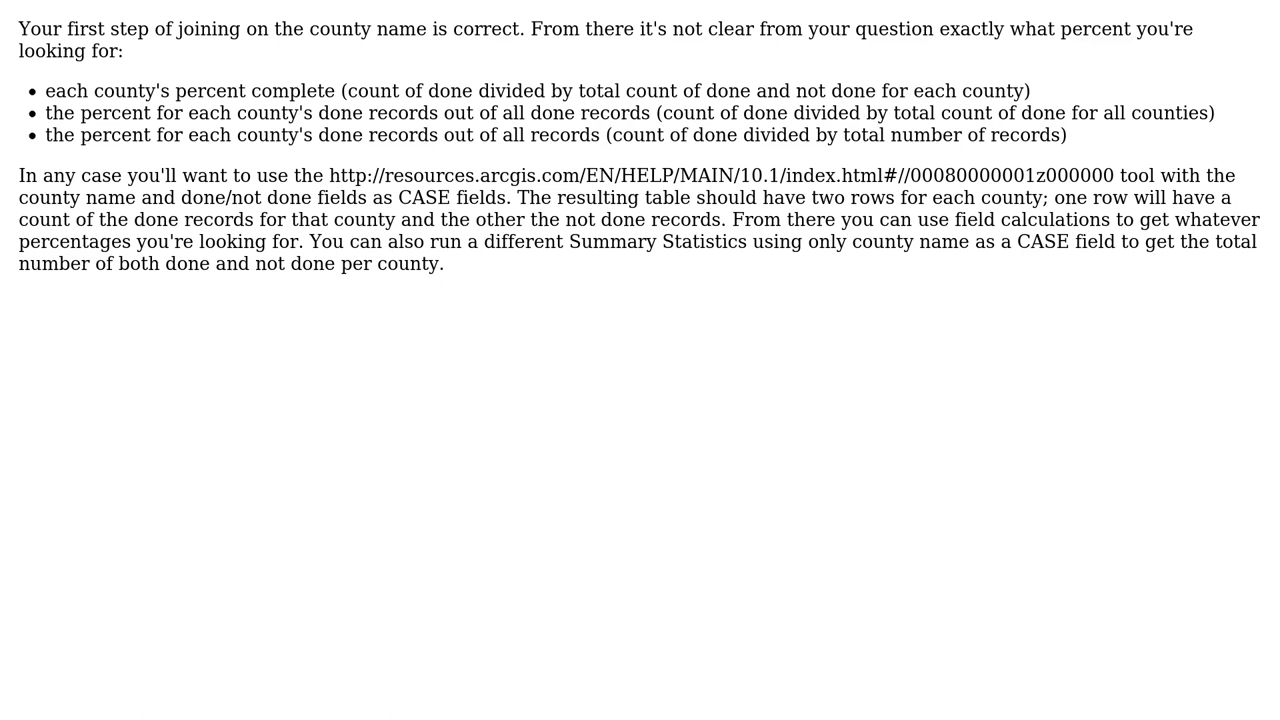 Your first step of joining on the county name is correct. From there it's not clear from your question exactly what percent you're
looking for:
• each county's percent complete (count of done divided by total count of done and not done for each county)
• the percent for each county's done records out of all done records (count of done divided by total count of done for all counties)
• the percent for each county's done records out of all records (count of done divided by total number of records)
In any case you'll want to use the http://resources.arcgis.com/EN/HELP/MAIN/10.1/index.html#//00080000001z000000 tool with the
county name and done/not done fields as CASE fields. The resulting table should have two rows for each county; one row will have a
count of the done records for that county and the other the not done records. From there you can use field calculations to get whatever
percentages you're looking for. You can also run a different Summary Statistics using only county name as a CASE field to get the total
number of both done and not done per county.